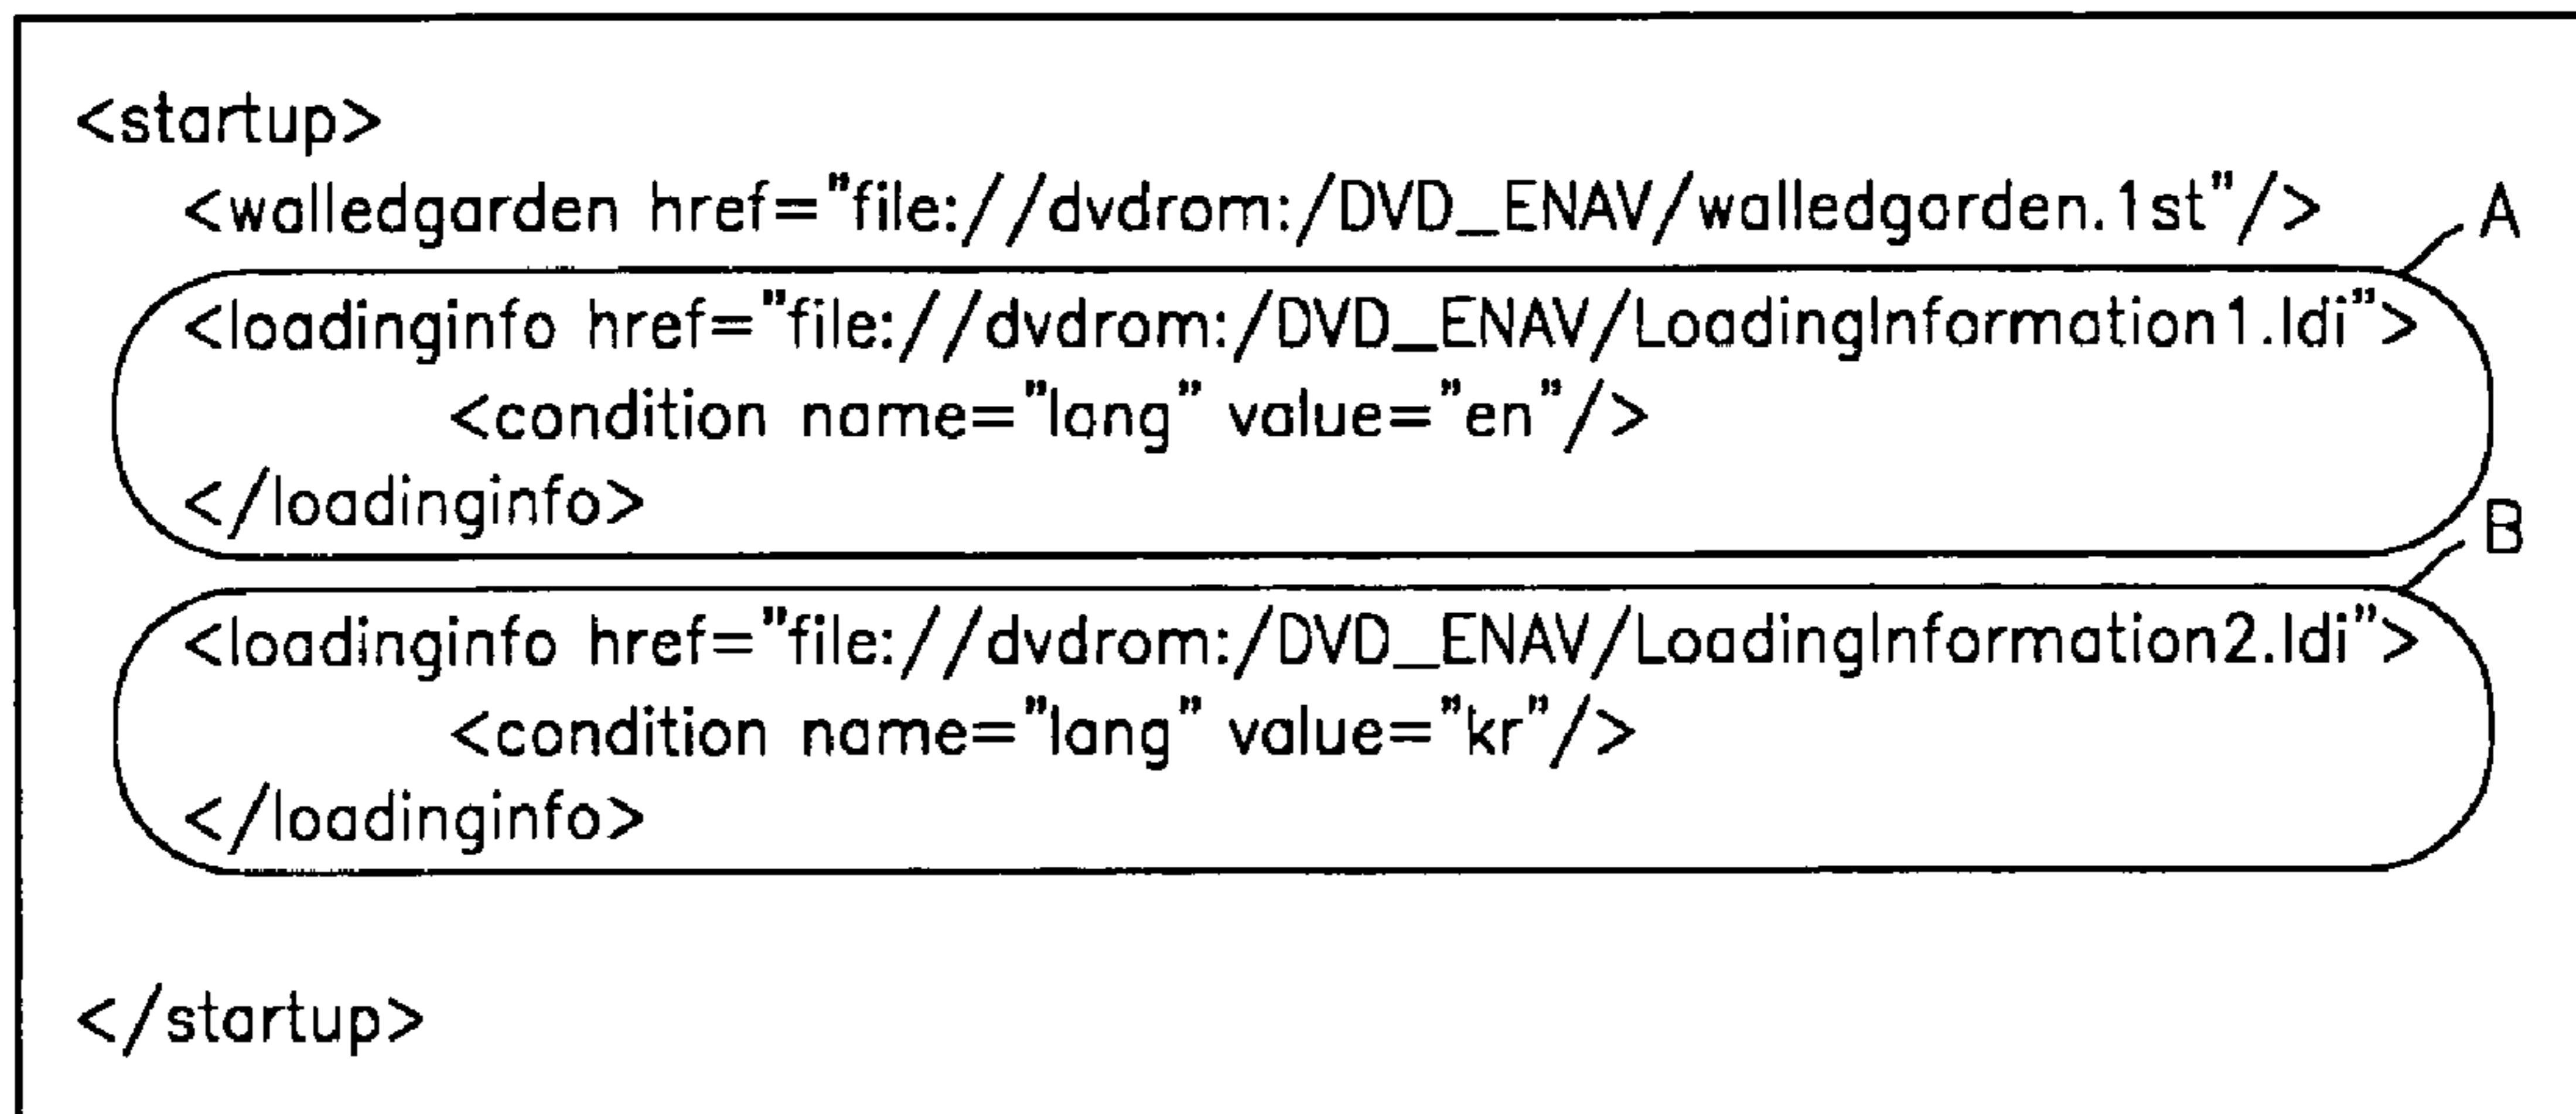 <startup>
<walledgarden href="file://dvdrom:/DVD_ENAV/walledgarden.1st"/>
A
<loadinginfo href="file://dvdrom:/DVD_ENAV/LoadingInformation1.ldi">
<condition name="lang" value="en"/>
</loadinginfo>
B
<loadinginfo href="file://dvdrom:/DVD_ENAV/LoadingInformation2.ldi">
<condition name="lang" value="kr"/>
</loadinginfo>
</startup>